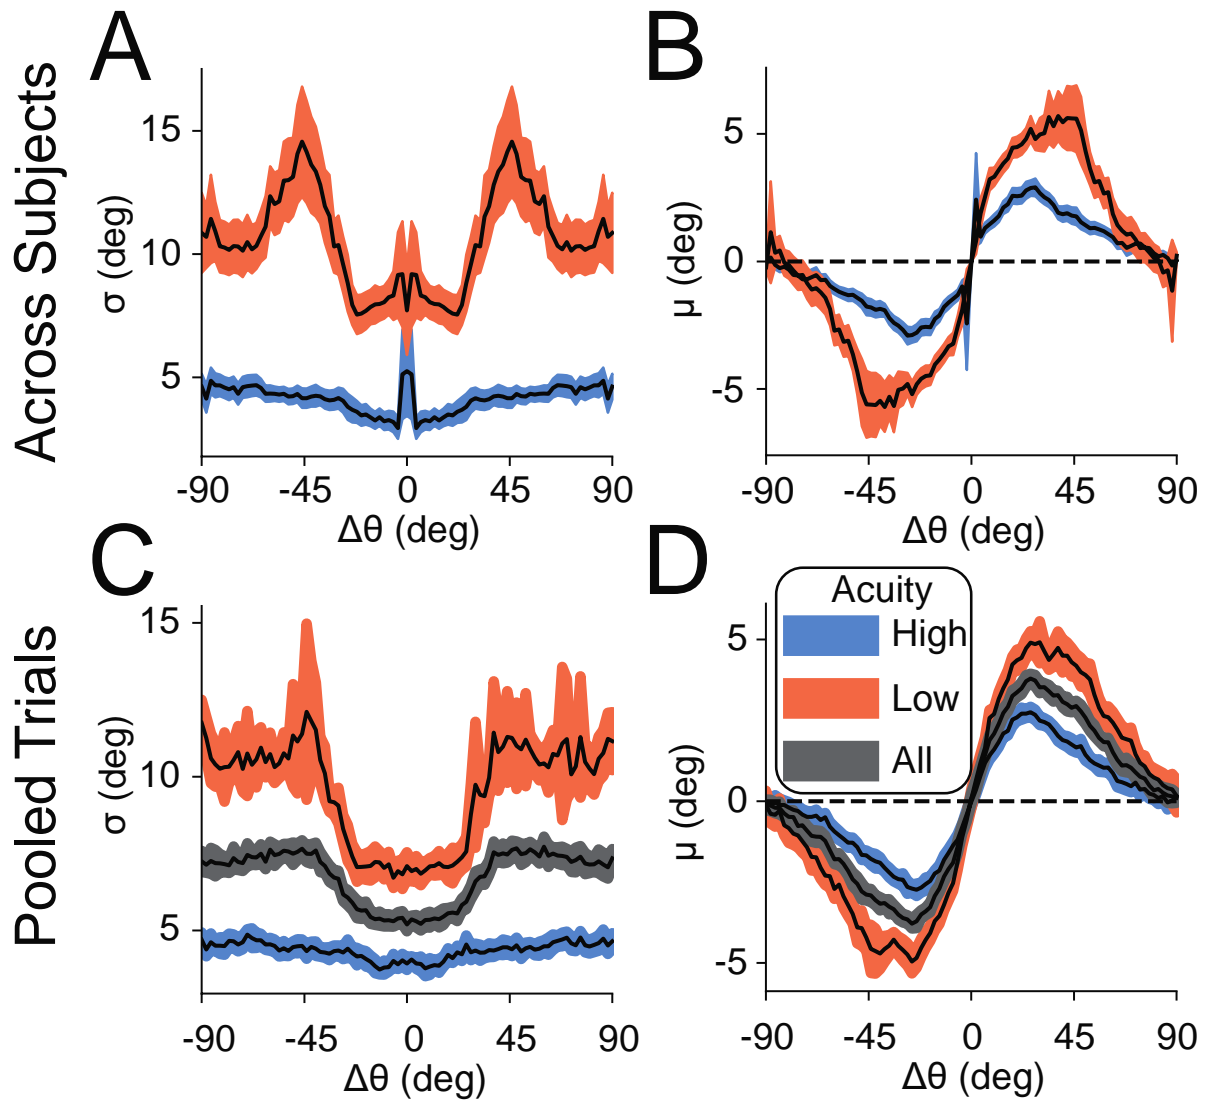 A
B
Across Subjects
σ (deg)
15
10
5
-90 -45 0 45 90
Δθ (deg)
μ (deg)
5
0
-5
-90 -45 0 45 90
Δθ (deg)
C
D
Pooled Trials
σ (deg)
15
10
5
-90 -45 0 45 90
Δθ (deg)
Acuity
High
Low
All
μ (deg)
5
0
-5
-90 -45 0 45 90
Δθ (deg)